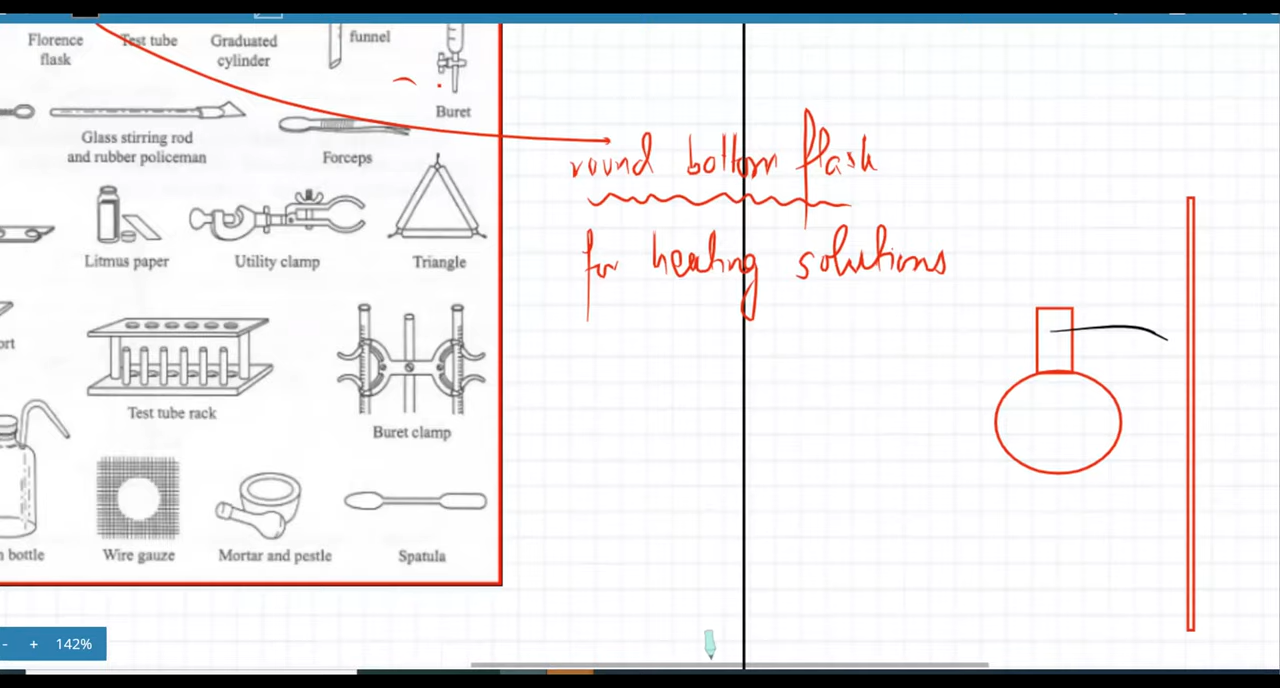 Florence
flask
Test tube
Graduated
cylinder
funnel
Buret
Glass stirring rod
and rubber policeman
Forceps
round bottom flask
for heating solutions
Litmus paper
Utility clamp
Triangle
ort
Test tube rack
Buret clamp
n bottle
Wire gauze
Mortar and pestle
Spatula
- + 142%